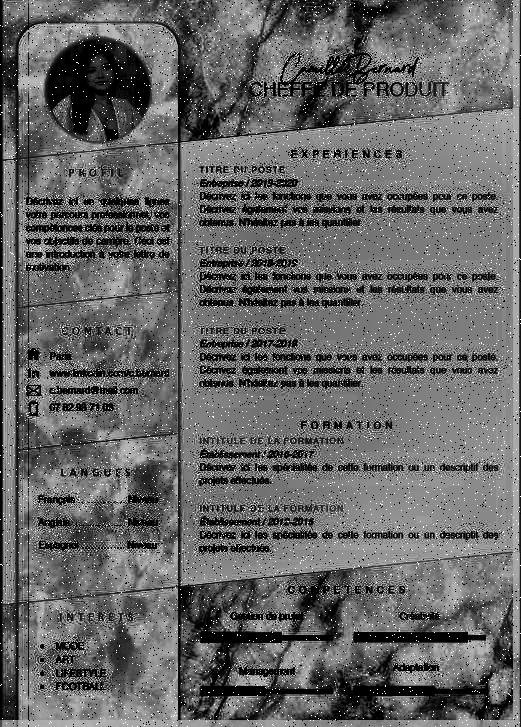 Camille Bernard
CHEFFE DE PRODUIT
PROFIL
Décrivez ici en quelques lignes
votre parcours professionnel, vos
compétences clés pour le poste et
vos objectifs de carrière. Ceci est
une introduction à votre lettre de
motivation.
CONTACT
Paris
www.linkedin.com/c.bernard
c.bernard@mail.com
07 62 98 71 05
LANGUES
Français ............ Niveau
Anglais ............ Niveau
Espagnol ............ Niveau
INTERETS
MODE
ART
LIFESTYLE
FOOTBALL
EXPERIENCES
TITRE DU POSTE
Entreprise / 2019-2020
Décrivez ici les fonctions que vous avez occupées pour ce poste.
Décrivez également vos missions et les résultats que vous avez
obtenus. N'hésitez pas à les quantifier.
TITRE DU POSTE
Entreprise / 2018-2019
Décrivez ici les fonctions que vous avez occupées pour ce poste.
Décrivez également vos missions et les résultats que vous avez
obtenus. N'hésitez pas à les quantifier.
TITRE DU POSTE
Entreprise / 2017-2018
Décrivez ici les fonctions que vous avez occupées pour ce poste.
Décrivez également vos missions et les résultats que vous avez
obtenus. N'hésitez pas à les quantifier.
FORMATION
INTITULE DE LA FORMATION
Établissement / 2016-2017
Décrivez ici les spécialités de cette formation ou un descriptif des
projets effectués.
INTITULE DE LA FORMATION
Établissement / 2012-2015
Décrivez ici les spécialités de cette formation ou un descriptif des
projets effectués.
COMPETENCES
Gestion de projet
Créativité
Management
Adaptation